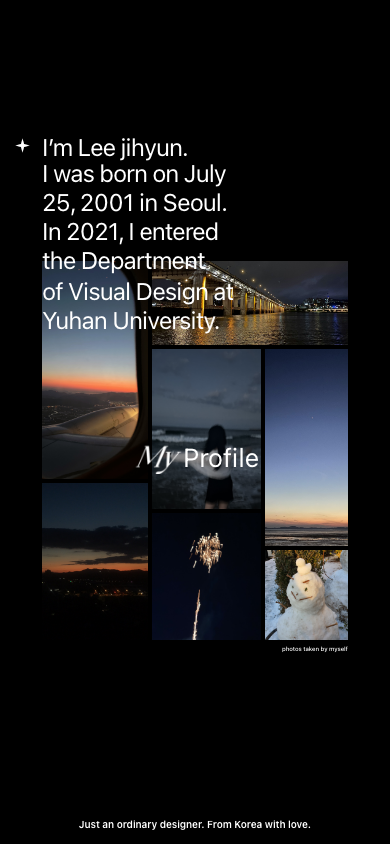 I'm Lee jihyun.
I was born on July
25, 2001 in Seoul.
In 2021, I entered
the Department
of Visual Design at
Yuhan University.
My Profile
photos taken by myself
Just an ordinary designer. From Korea with love.